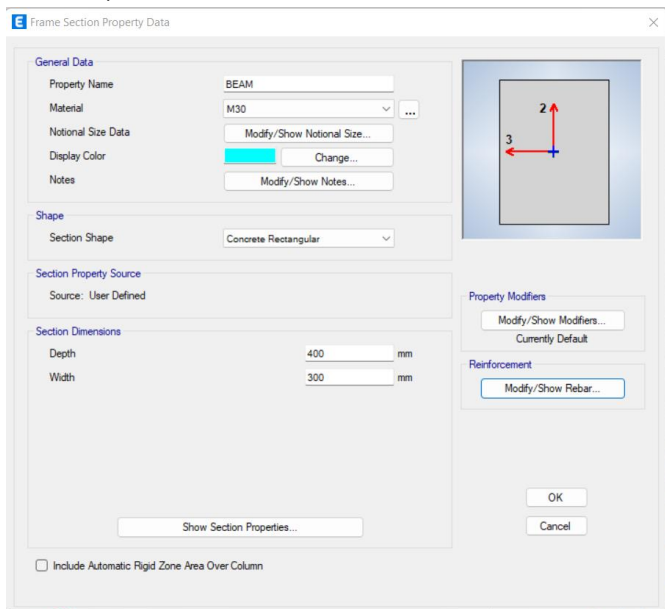 E Frame Section Property Data
General Data
Property Name BEAM
Material M30 ...
Notional Size Data Modify/Show Notional Size...
Display Color Change...
Notes Modify/Show Notes...
2
3
Shape
Section Shape Concrete Rectangular
Section Property Source
Source: User Defined
Property Modifiers
Modify/Show Modifiers...
Currently Default
Section Dimensions
Depth 400 mm
Width 300 mm
Reinforcement
Modify/Show Rebar...
OK
Cancel
Show Section Properties...
Include Automatic Rigid Zone Area Over Column